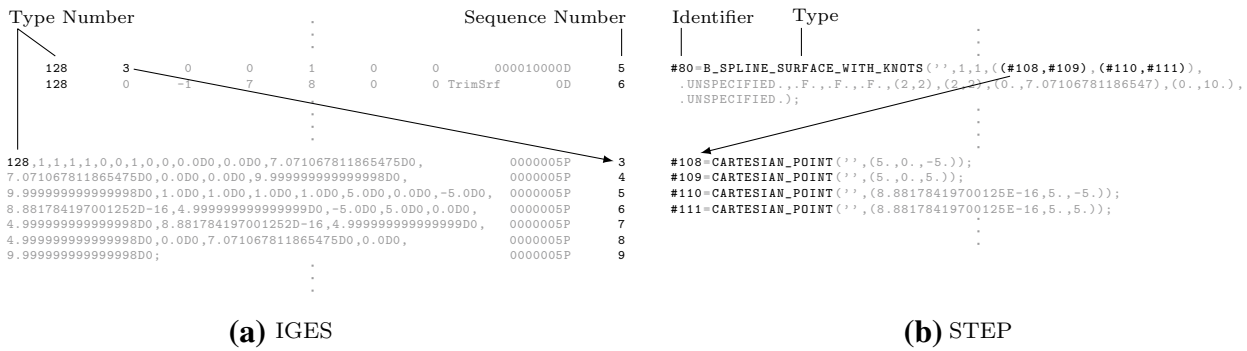 Type Number
Sequence Number
128 3 0 0 1 0 0 000010000D 5
128 0 -1 7 8 0 0 TrimSrf 0D 6
128,1,1,1,1,0,0,1,0,0,0.0D0,0.0D0,7.071067811865475D0, 0000005P 3
7.071067811865475D0,0.0D0,0.0D0,9.999999999999998D0, 0000005P 4
9.999999999999998D0,1.0D0,1.0D0,1.0D0,1.0D0,5.0D0,0.0D0,-5.0D0, 0000005P 5
8.881784197001252D-16,4.999999999999999D0,-5.0D0,5.0D0,0.0D0, 0000005P 6
4.999999999999998D0,8.881784197001252D-16,4.999999999999999D0, 0000005P 7
4.999999999999998D0,0.0D0,7.071067811865475D0,0.0D0, 0000005P 8
9.999999999999998D0; 0000005P 9
(a) IGES
Identifier
Type
#80=B_SPLINE_SURFACE_WITH_KNOTS('',1,1,((#108,#109),(#110,#111)),
.UNSPECIFIED.,.F.,.F.,.F.,(2,2),(2,2),(0.,7.07106781186547),(0.,10.),
.UNSPECIFIED.);
#108=CARTESIAN_POINT('',(5.,0.,-5.));
#109=CARTESIAN_POINT('',(5.,0.,5.));
#110=CARTESIAN_POINT('',(8.88178419700125E-16,5.,-5.));
#111=CARTESIAN_POINT('',(8.88178419700125E-16,5.,5.));
(b) STEP